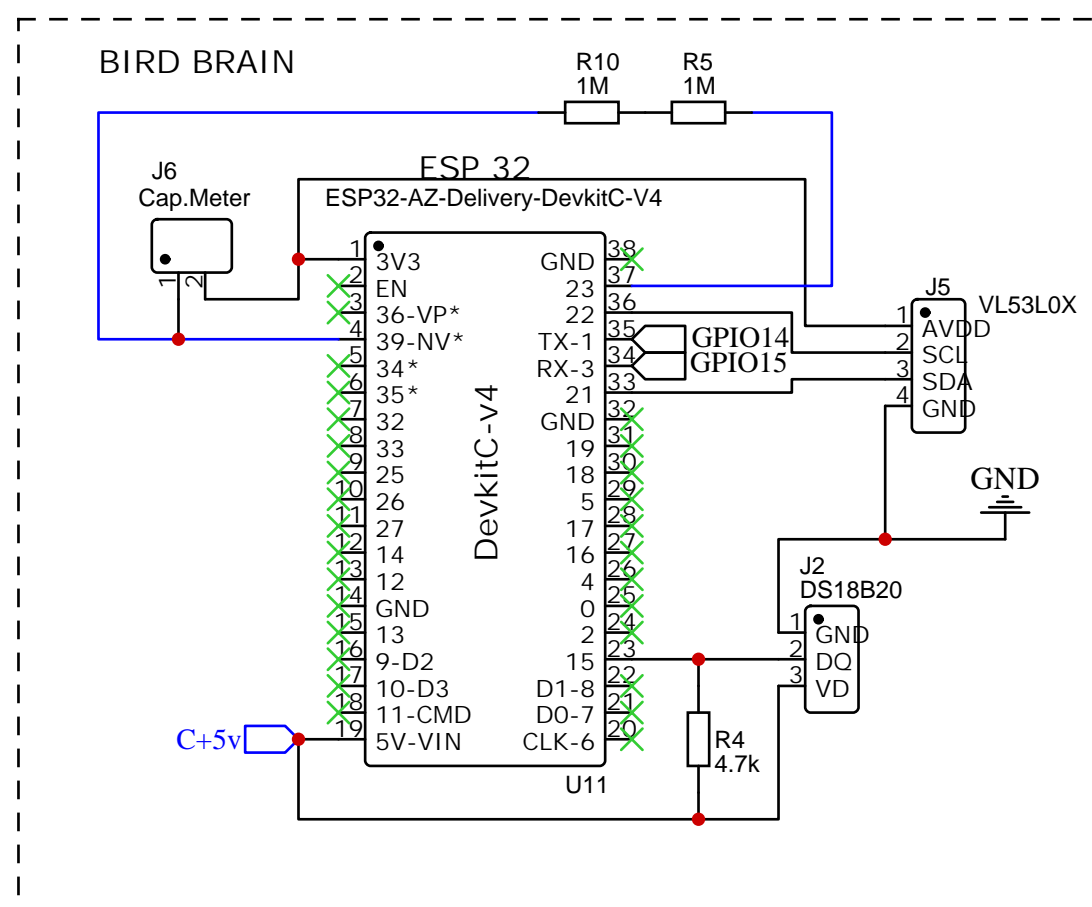 BIRD BRAIN
R10
1M
R5
1M
J6
Cap.Meter
1
2
ESP 32
ESP32-AZ-Delivery-DevkitC-V4
DevkitC-v4
1 3V3
2 EN
3 36-VP*
4 39-NV*
5 34*
6 35*
7 32
8 33
9 25
10 26
11 27
12 14
13 12
14 GND
15 13
16 9-D2
17 10-D3
18 11-CMD
19 5V-VIN
GND 38
23 37
22 36
TX-1 35
RX-3 34
21 33
GND 32
19 31
18 30
5 29
17 28
16 27
4 26
0 25
2 24
15 23
D1-8 22
D0-7 21
CLK-6 20
U11
GPIO14
GPIO15
J5
VL53L0X
1 AVDD
2 SCL
3 SDA
4 GND
GND
J2
DS18B20
1 GND
2 DQ
3 VD
R4
4.7k
C+5v